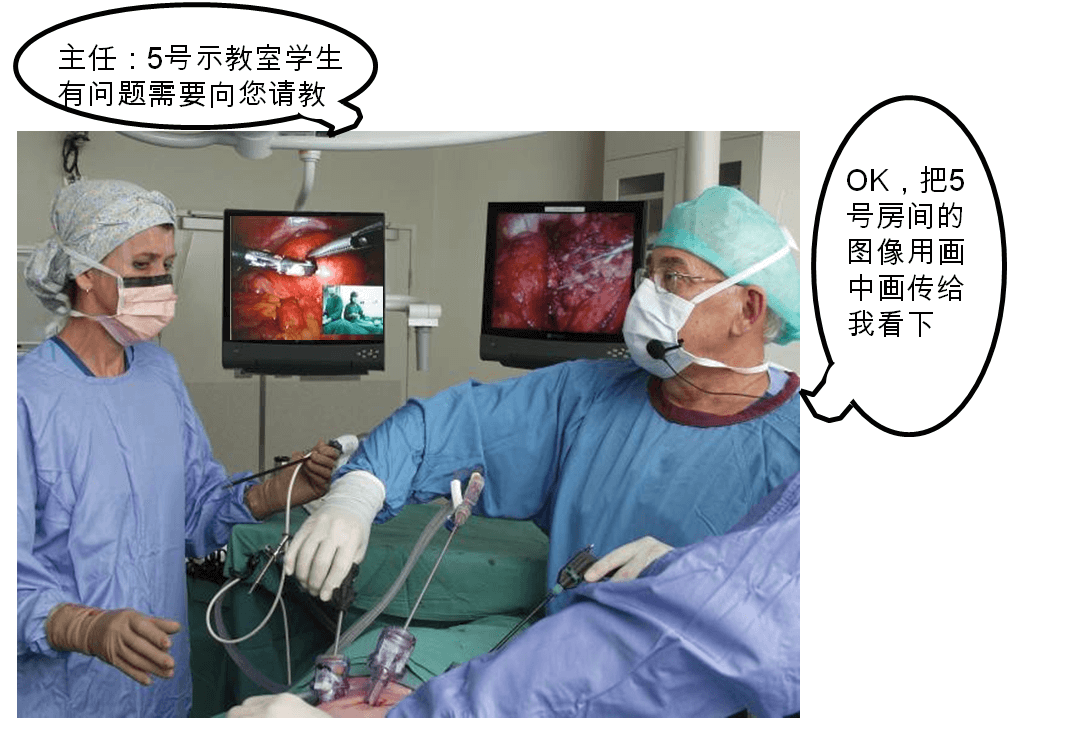 主任：5号示教室学生
有问题需要向您请教
OK，把5
号房间的
图像用画
中画传给
我看下